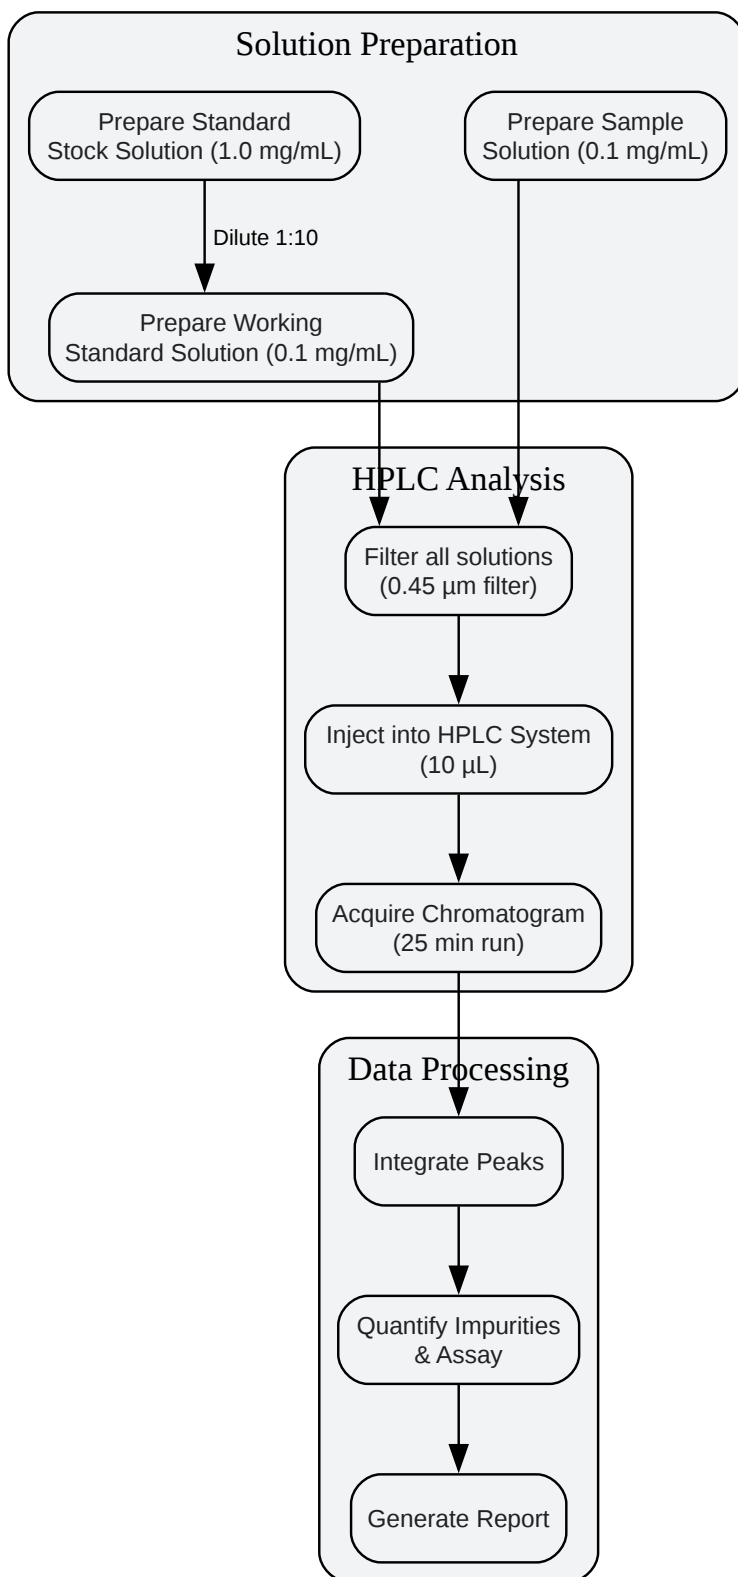 Solution Preparation
Prepare Standard
Stock Solution (1.0 mg/mL)
Prepare Sample
Solution (0.1 mg/mL)
Dilute 1:10
Prepare Working
Standard Solution (0.1 mg/mL)
HPLC Analysis
Filter all solutions
(0.45 µm filter)
Inject into HPLC System
(10 µL)
Acquire Chromatogram
(25 min run)
Data Processing
Integrate Peaks
Quantify Impurities
& Assay
Generate Report